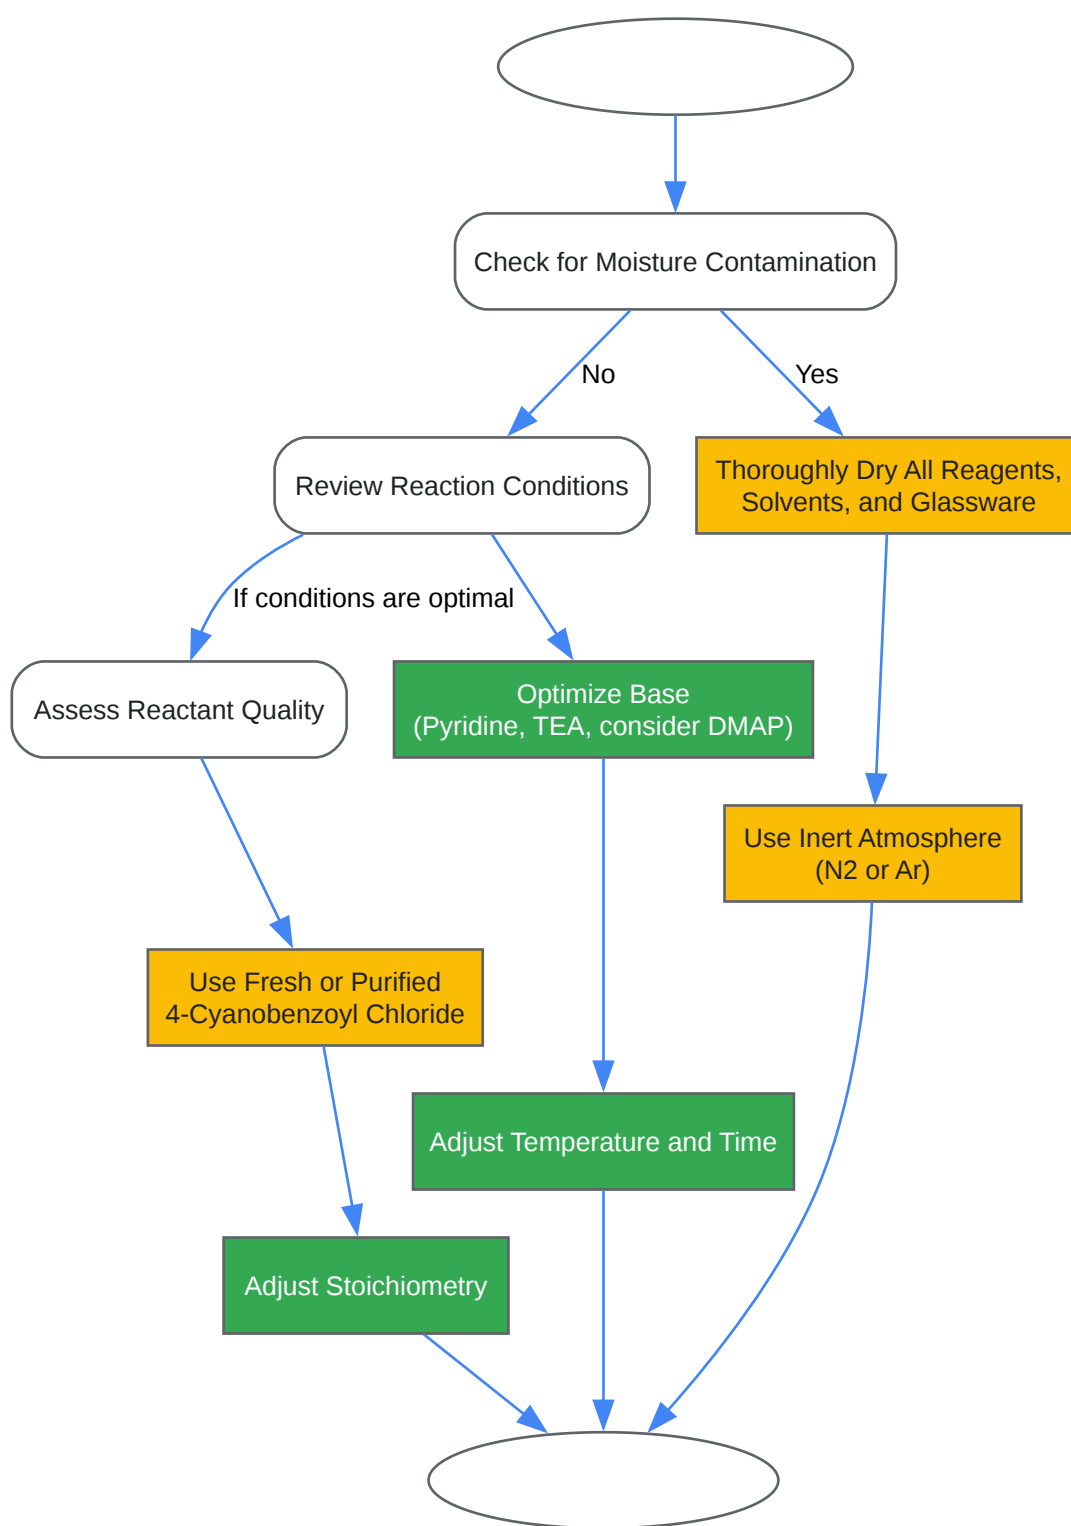 Check for Moisture Contamination
No
Yes
Review Reaction Conditions
Thoroughly Dry All Reagents,
Solvents, and Glassware
If conditions are optimal
Assess Reactant Quality
Optimize Base
(Pyridine, TEA, consider DMAP)
Use Inert Atmosphere
(N2 or Ar)
Use Fresh or Purified
4-Cyanobenzoyl Chloride
Adjust Temperature and Time
Adjust Stoichiometry